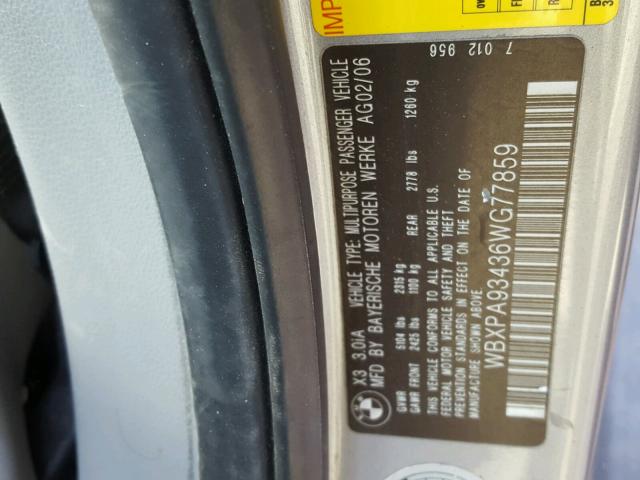 X3 3.0iA VEHICLE TYPE: MULTIPURPOSE PASSENGER VEHICLE
MFD BY BAYERISCHE MOTOREN WERKE AG 02/06
GVWR 5104 lbs 2315 kg
GAWR FRONT 2425 lbs 1100 kg REAR 2778 lbs 1260 kg
THIS VEHICLE CONFORMS TO ALL APPLICABLE U.S.
FEDERAL MOTOR VEHICLE SAFETY AND THEFT
PREVENTION STANDARDS IN EFFECT ON THE DATE OF
MANUFACTURE SHOWN ABOVE.
WBXPA93436WG77859
7 012 956
IMP